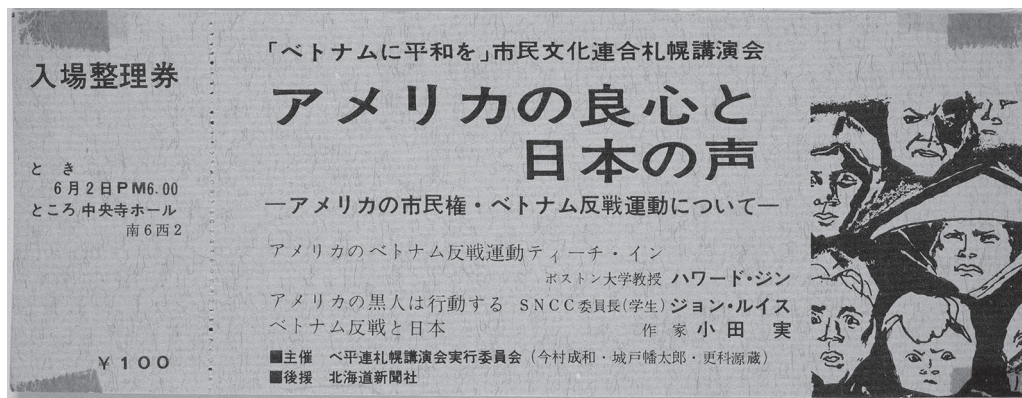 入場整理券
とき
6月2日PM6.00
ところ 中央寺ホール
南6西2
¥100
「ベトナムに平和を」市民文化連合札幌講演会
アメリカの良心と
日本の声
―アメリカの市民権・ベトナム反戦運動について―
アメリカのベトナム反戦運動ティーチ・イン
ボストン大学教授 ハワード・ジン
アメリカの黒人は行動する SNCC委員長(学生) ジョン・ルイス
ベトナム反戦と日本 作家 小田 実
■主催 ベ平連札幌講演会実行委員会 (今村成和・城戸幡太郎・更科源蔵)
■後援 北海道新聞社